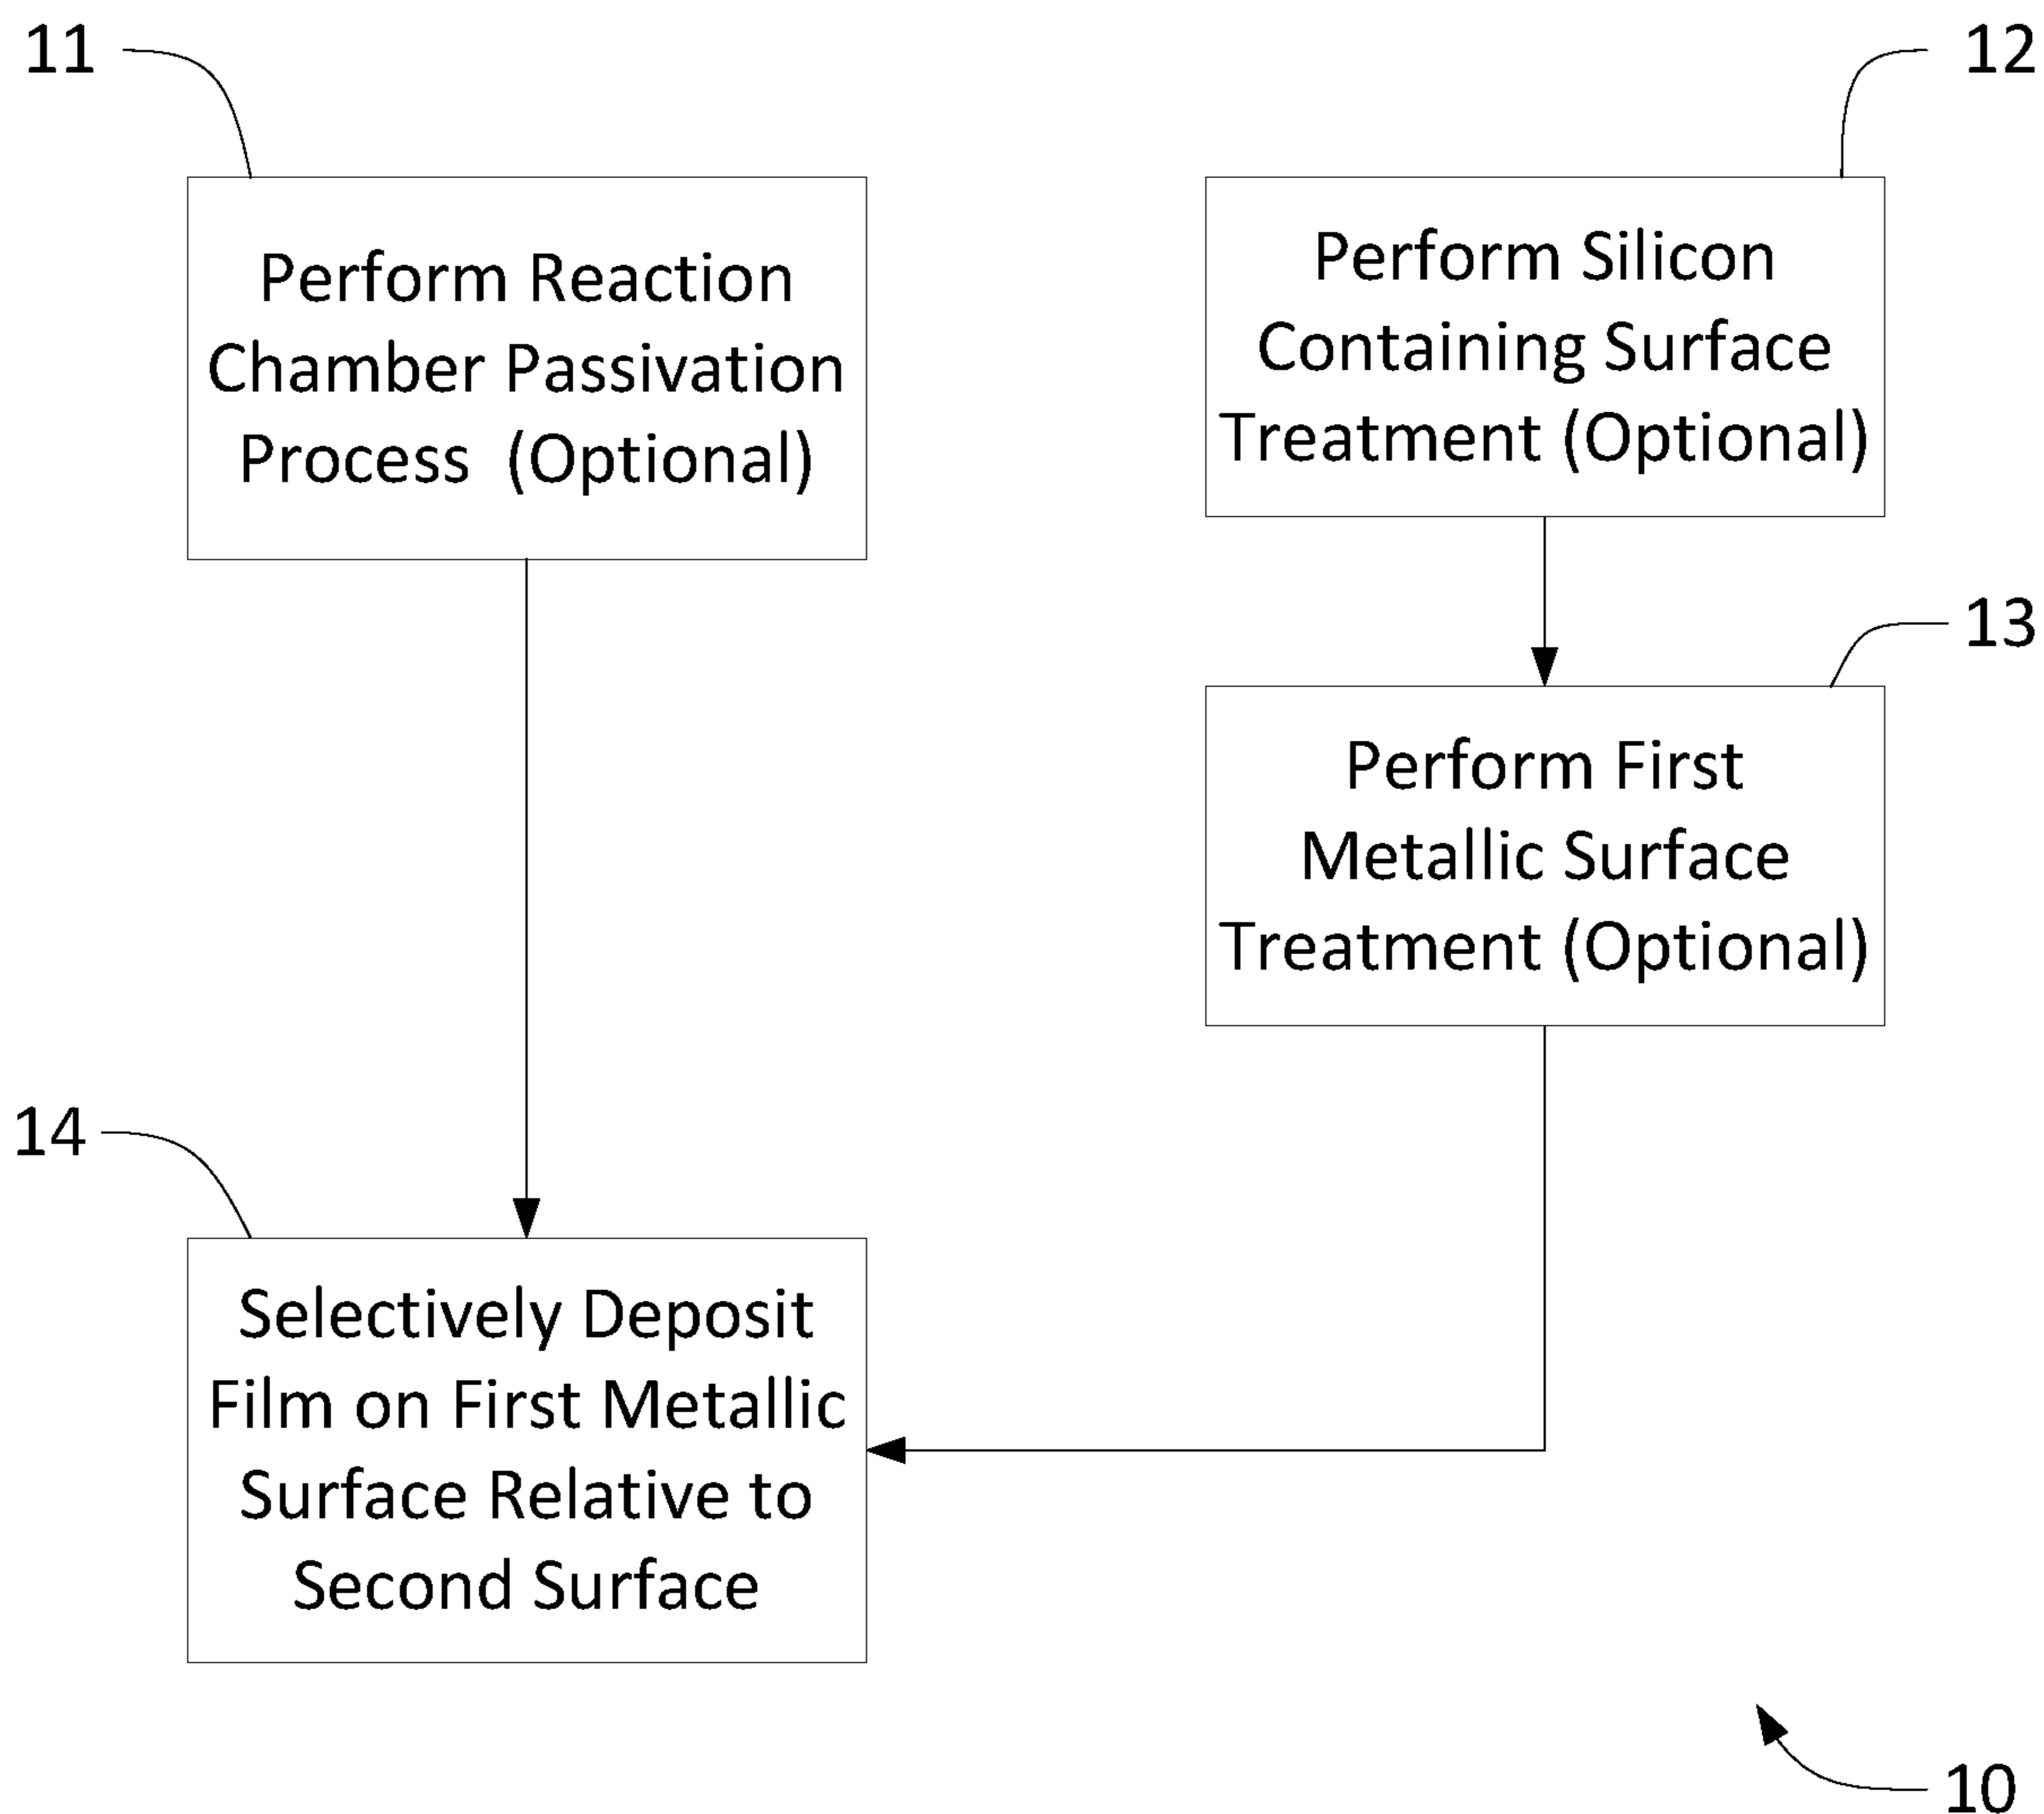 11
Perform Reaction
Chamber Passivation
Process (Optional)
12
Perform Silicon
Containing Surface
Treatment (Optional)
13
Perform First
Metallic Surface
Treatment (Optional)
14
Selectively Deposit
Film on First Metallic
Surface Relative to
Second Surface
10